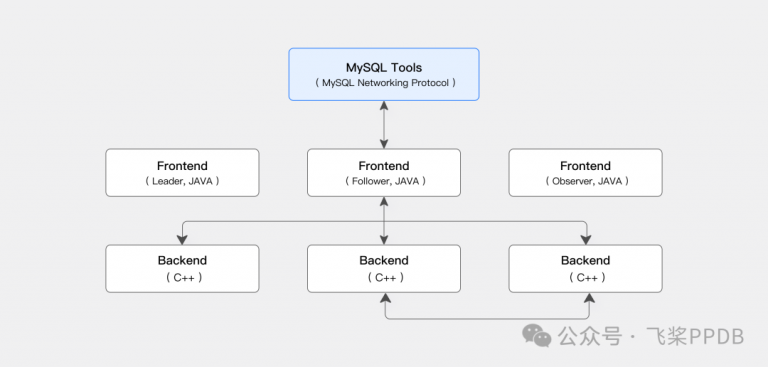 MySQL Tools
( MySQL Networking Protocol )
Frontend
( Leader, JAVA )
Frontend
( Follower, JAVA )
Frontend
( Observer, JAVA )
Backend
( C++ )
Backend
( C++ )
Backend
( C++ )
公众号 · 飞桨PPDB